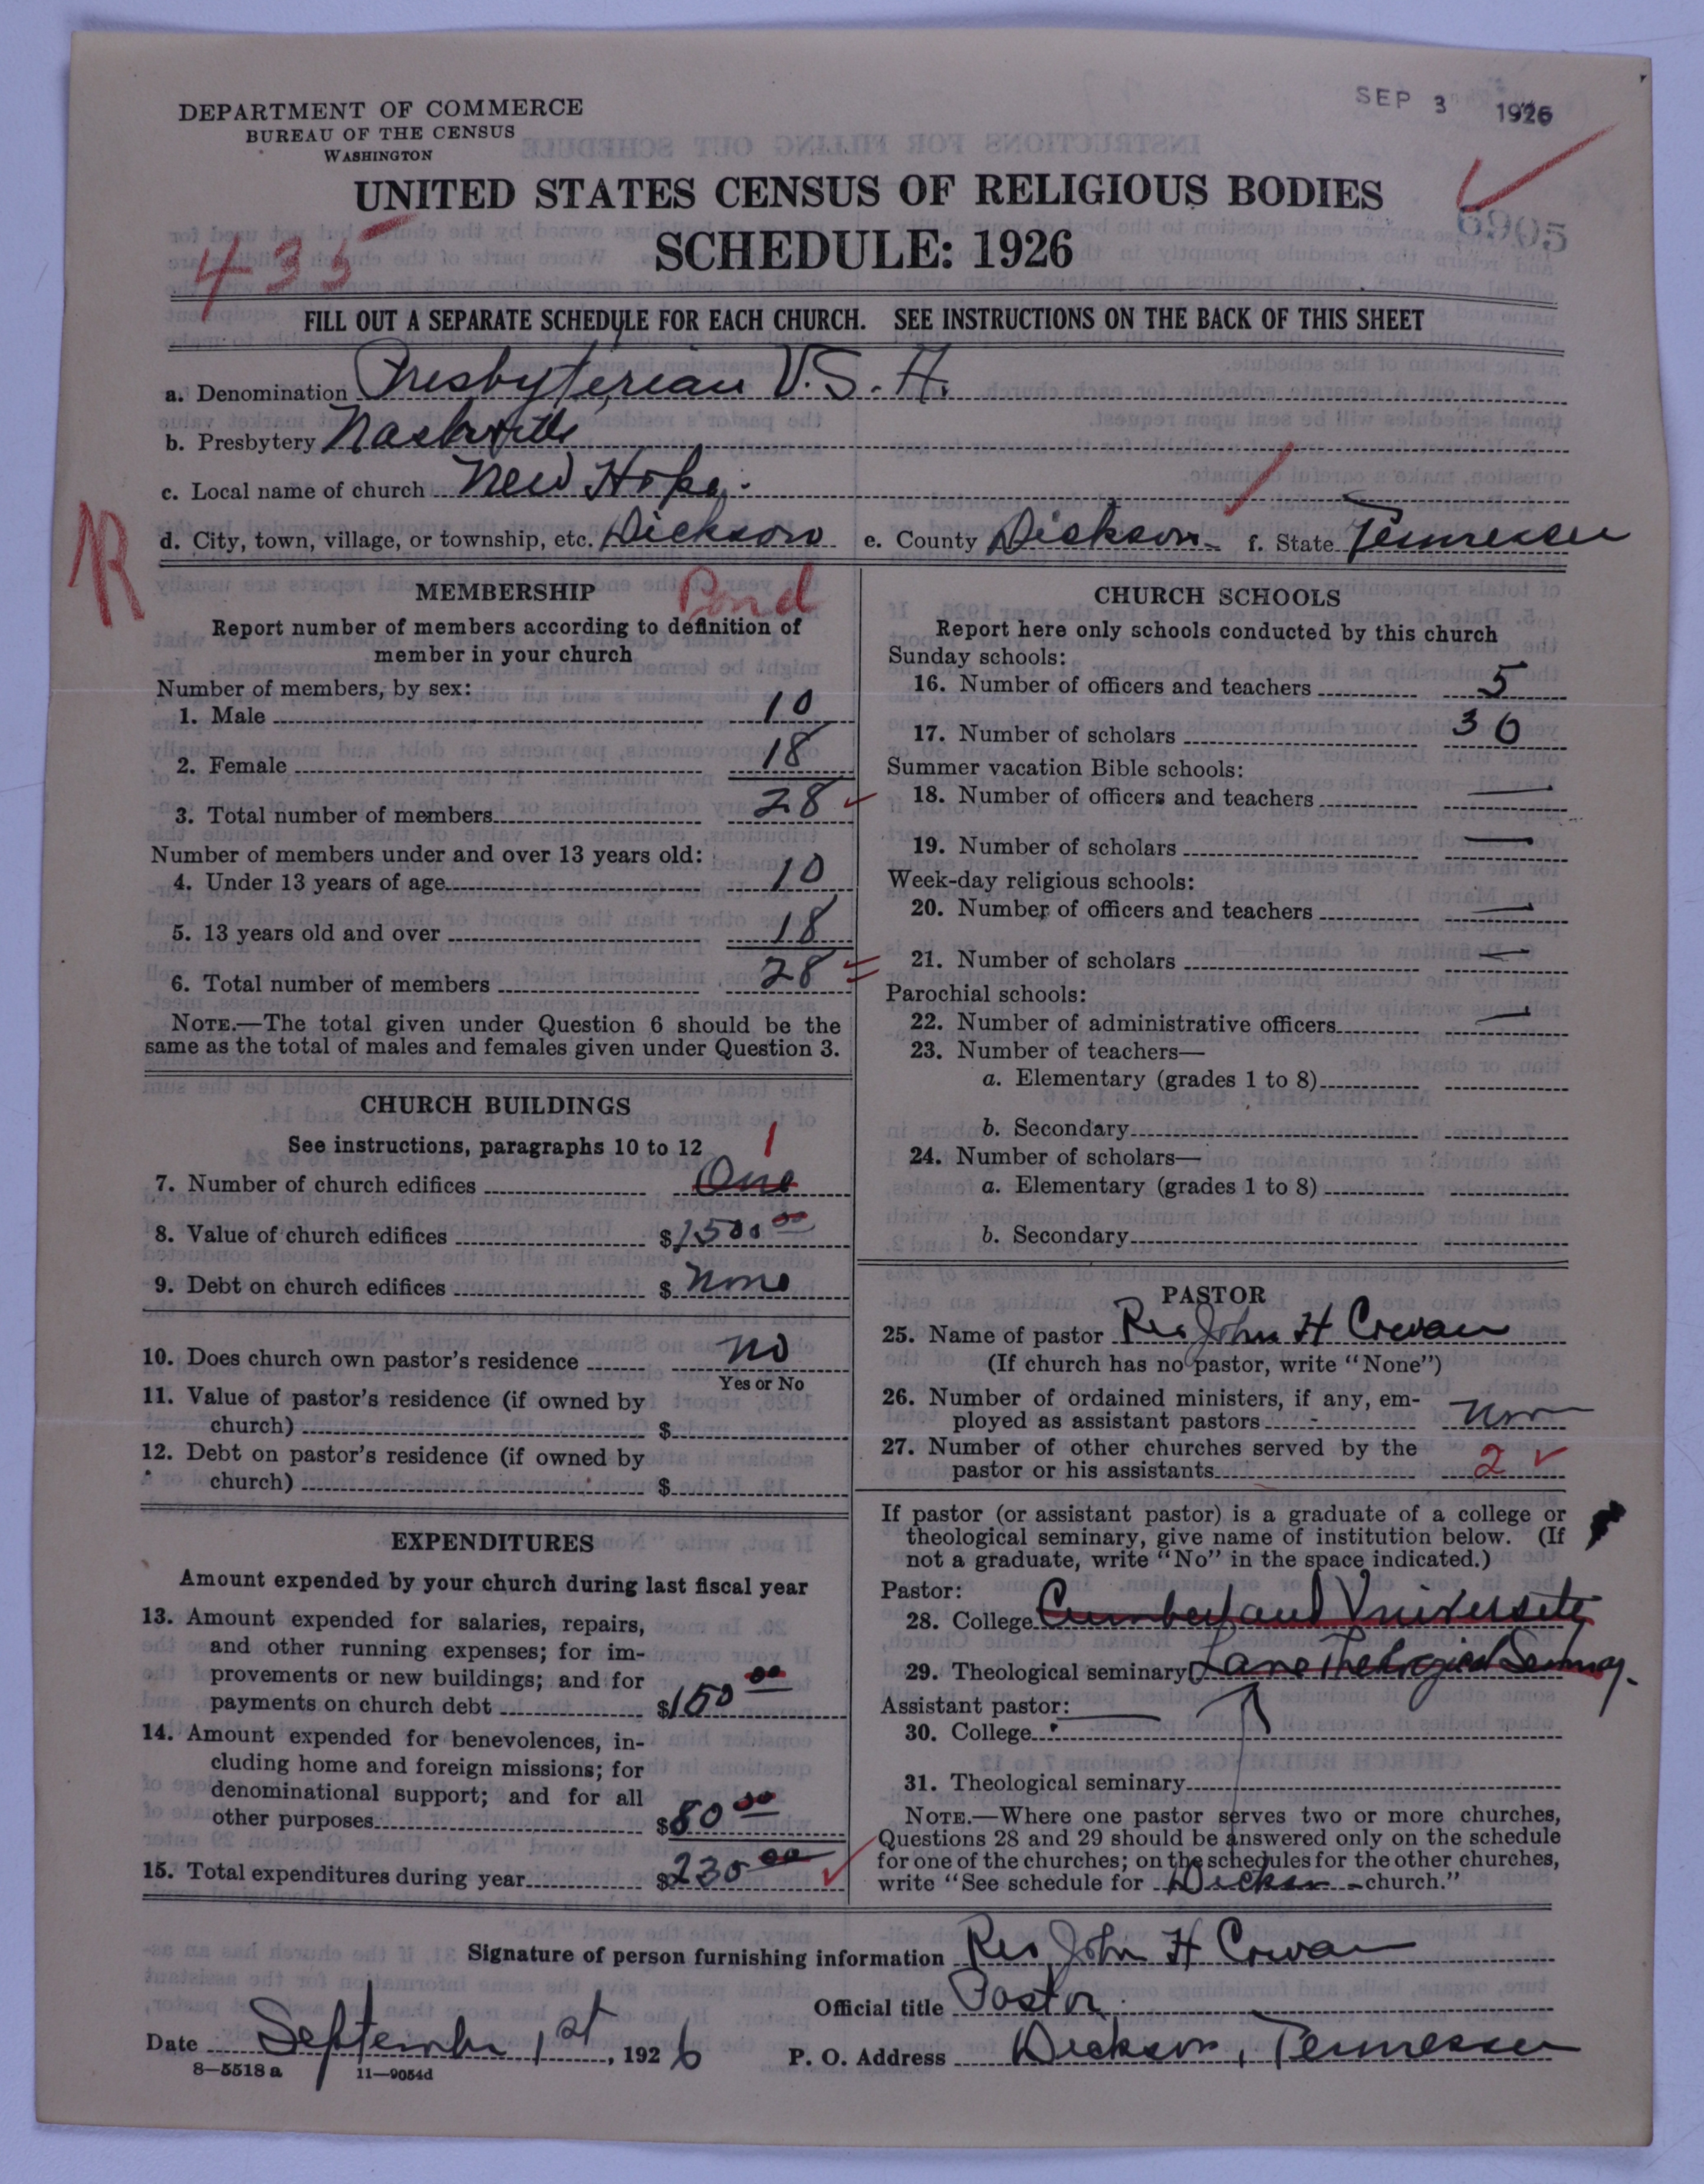 SEP 3 1926
DEPARTMENT OF COMMERCE
BUREAU OF THE CENSUS
WASHINGTON
UNITED STATES CENSUS OF RELIGIOUS BODIES
6905
435
SCHEDULE: 1926
FILL OUT A SEPARATE SCHEDULE FOR EACH CHURCH. SEE INSTRUCTIONS ON THE BACK OF THIS SHEET
a. Denomination Presbyterian U.S.A.
b. Presbytery Nashville
c. Local name of church New Hope
d. City, town, village, or township, etc. Dickson e. County Dickson f. State Tennessee
R
MEMBERSHIP
Report number of members according to definition of
member in your church
Number of members, by sex:
1. Male 10
2. Female 18
3. Total number of members 28
Number of members under and over 13 years old:
4. Under 13 years of age 10
5. 13 years old and over 18
6. Total number of members 28
NOTE.—The total given under Question 6 should be the
same as the total of males and females given under Question 3.
CHURCH BUILDINGS
See instructions, paragraphs 10 to 12 1
7. Number of church edifices One
8. Value of church edifices $1500 00
9. Debt on church edifices $ None
10. Does church own pastor's residence No
Yes or No
11. Value of pastor's residence (if owned by
church) $
12. Debt on pastor's residence (if owned by
church) $
EXPENDITURES
Amount expended by your church during last fiscal year
13. Amount expended for salaries, repairs,
and other running expenses; for im-
provements or new buildings; and for
payments on church debt $150 00
14. Amount expended for benevolences, in-
cluding home and foreign missions; for
denominational support; and for all
other purposes $80 00
15. Total expenditures during year $230 00
CHURCH SCHOOLS
Report here only schools conducted by this church
Sunday schools:
16. Number of officers and teachers 5
17. Number of scholars 30
Summer vacation Bible schools:
18. Number of officers and teachers —
19. Number of scholars —
Week-day religious schools:
20. Number of officers and teachers —
21. Number of scholars —
Parochial schools:
22. Number of administrative officers —
23. Number of teachers—
a. Elementary (grades 1 to 8)
b. Secondary
24. Number of scholars—
a. Elementary (grades 1 to 8)
b. Secondary
PASTOR
25. Name of pastor Rev John H Cowan
(If church has no pastor, write "None")
26. Number of ordained ministers, if any, em-
ployed as assistant pastors
27. Number of other churches served by the
pastor or his assistants 2
If pastor (or assistant pastor) is a graduate of a college or
theological seminary, give name of institution below. (If
not a graduate, write "No" in the space indicated.)
Pastor:
28. College Cumberland University
29. Theological seminary Lane Theological Seminary.
Assistant pastor:
30. College
31. Theological seminary
NOTE.—Where one pastor serves two or more churches,
Questions 28 and 29 should be answered only on the schedule
for one of the churches; on the schedules for the other churches,
write "See schedule for Dickson church."
Signature of person furnishing information Rev John H Cowan
Official title Pastor
Date September 1st, 1926 P. O. Address Dickson, Tennessee
8—5518 a 11—9054d